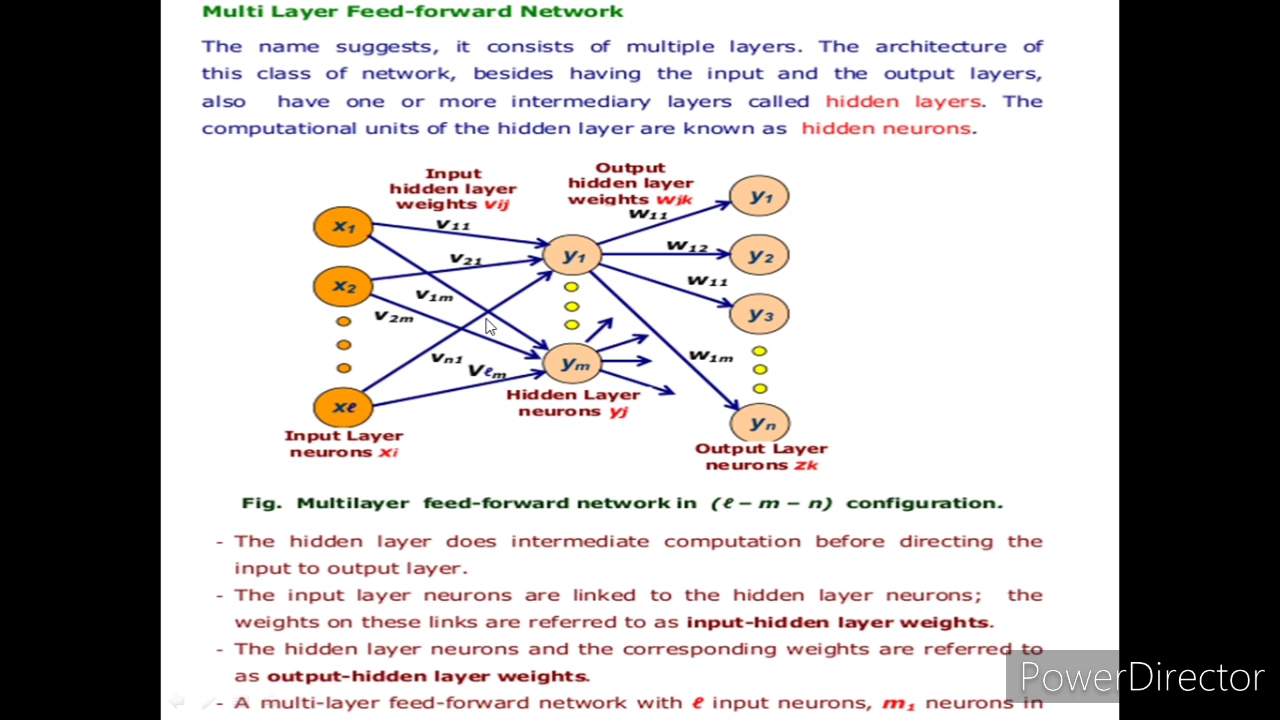 Multi Layer Feed-forward Network
The name suggests, it consists of multiple layers. The architecture of
this class of network, besides having the input and the output layers,
also have one or more intermediary layers called hidden layers. The
computational units of the hidden layer are known as hidden neurons.
Input
hidden layer
weights vij
Output
hidden layer
weights wjk
x1
x2
xℓ
v11
v21
v1m
v2m
vn1
Vℓm
Input Layer
neurons xi
y1
ym
Hidden Layer
neurons yj
w11
w12
w11
w1m
y1
y2
y3
yn
Output Layer
neurons zk
Fig. Multilayer feed-forward network in (ℓ – m – n) configuration.
- The hidden layer does intermediate computation before directing the
input to output layer.
- The input layer neurons are linked to the hidden layer neurons; the
weights on these links are referred to as input-hidden layer weights.
- The hidden layer neurons and the corresponding weights are referred to
as output-hidden layer weights.
- A multi-layer feed-forward network with ℓ input neurons, m1 neurons in
PowerDirector